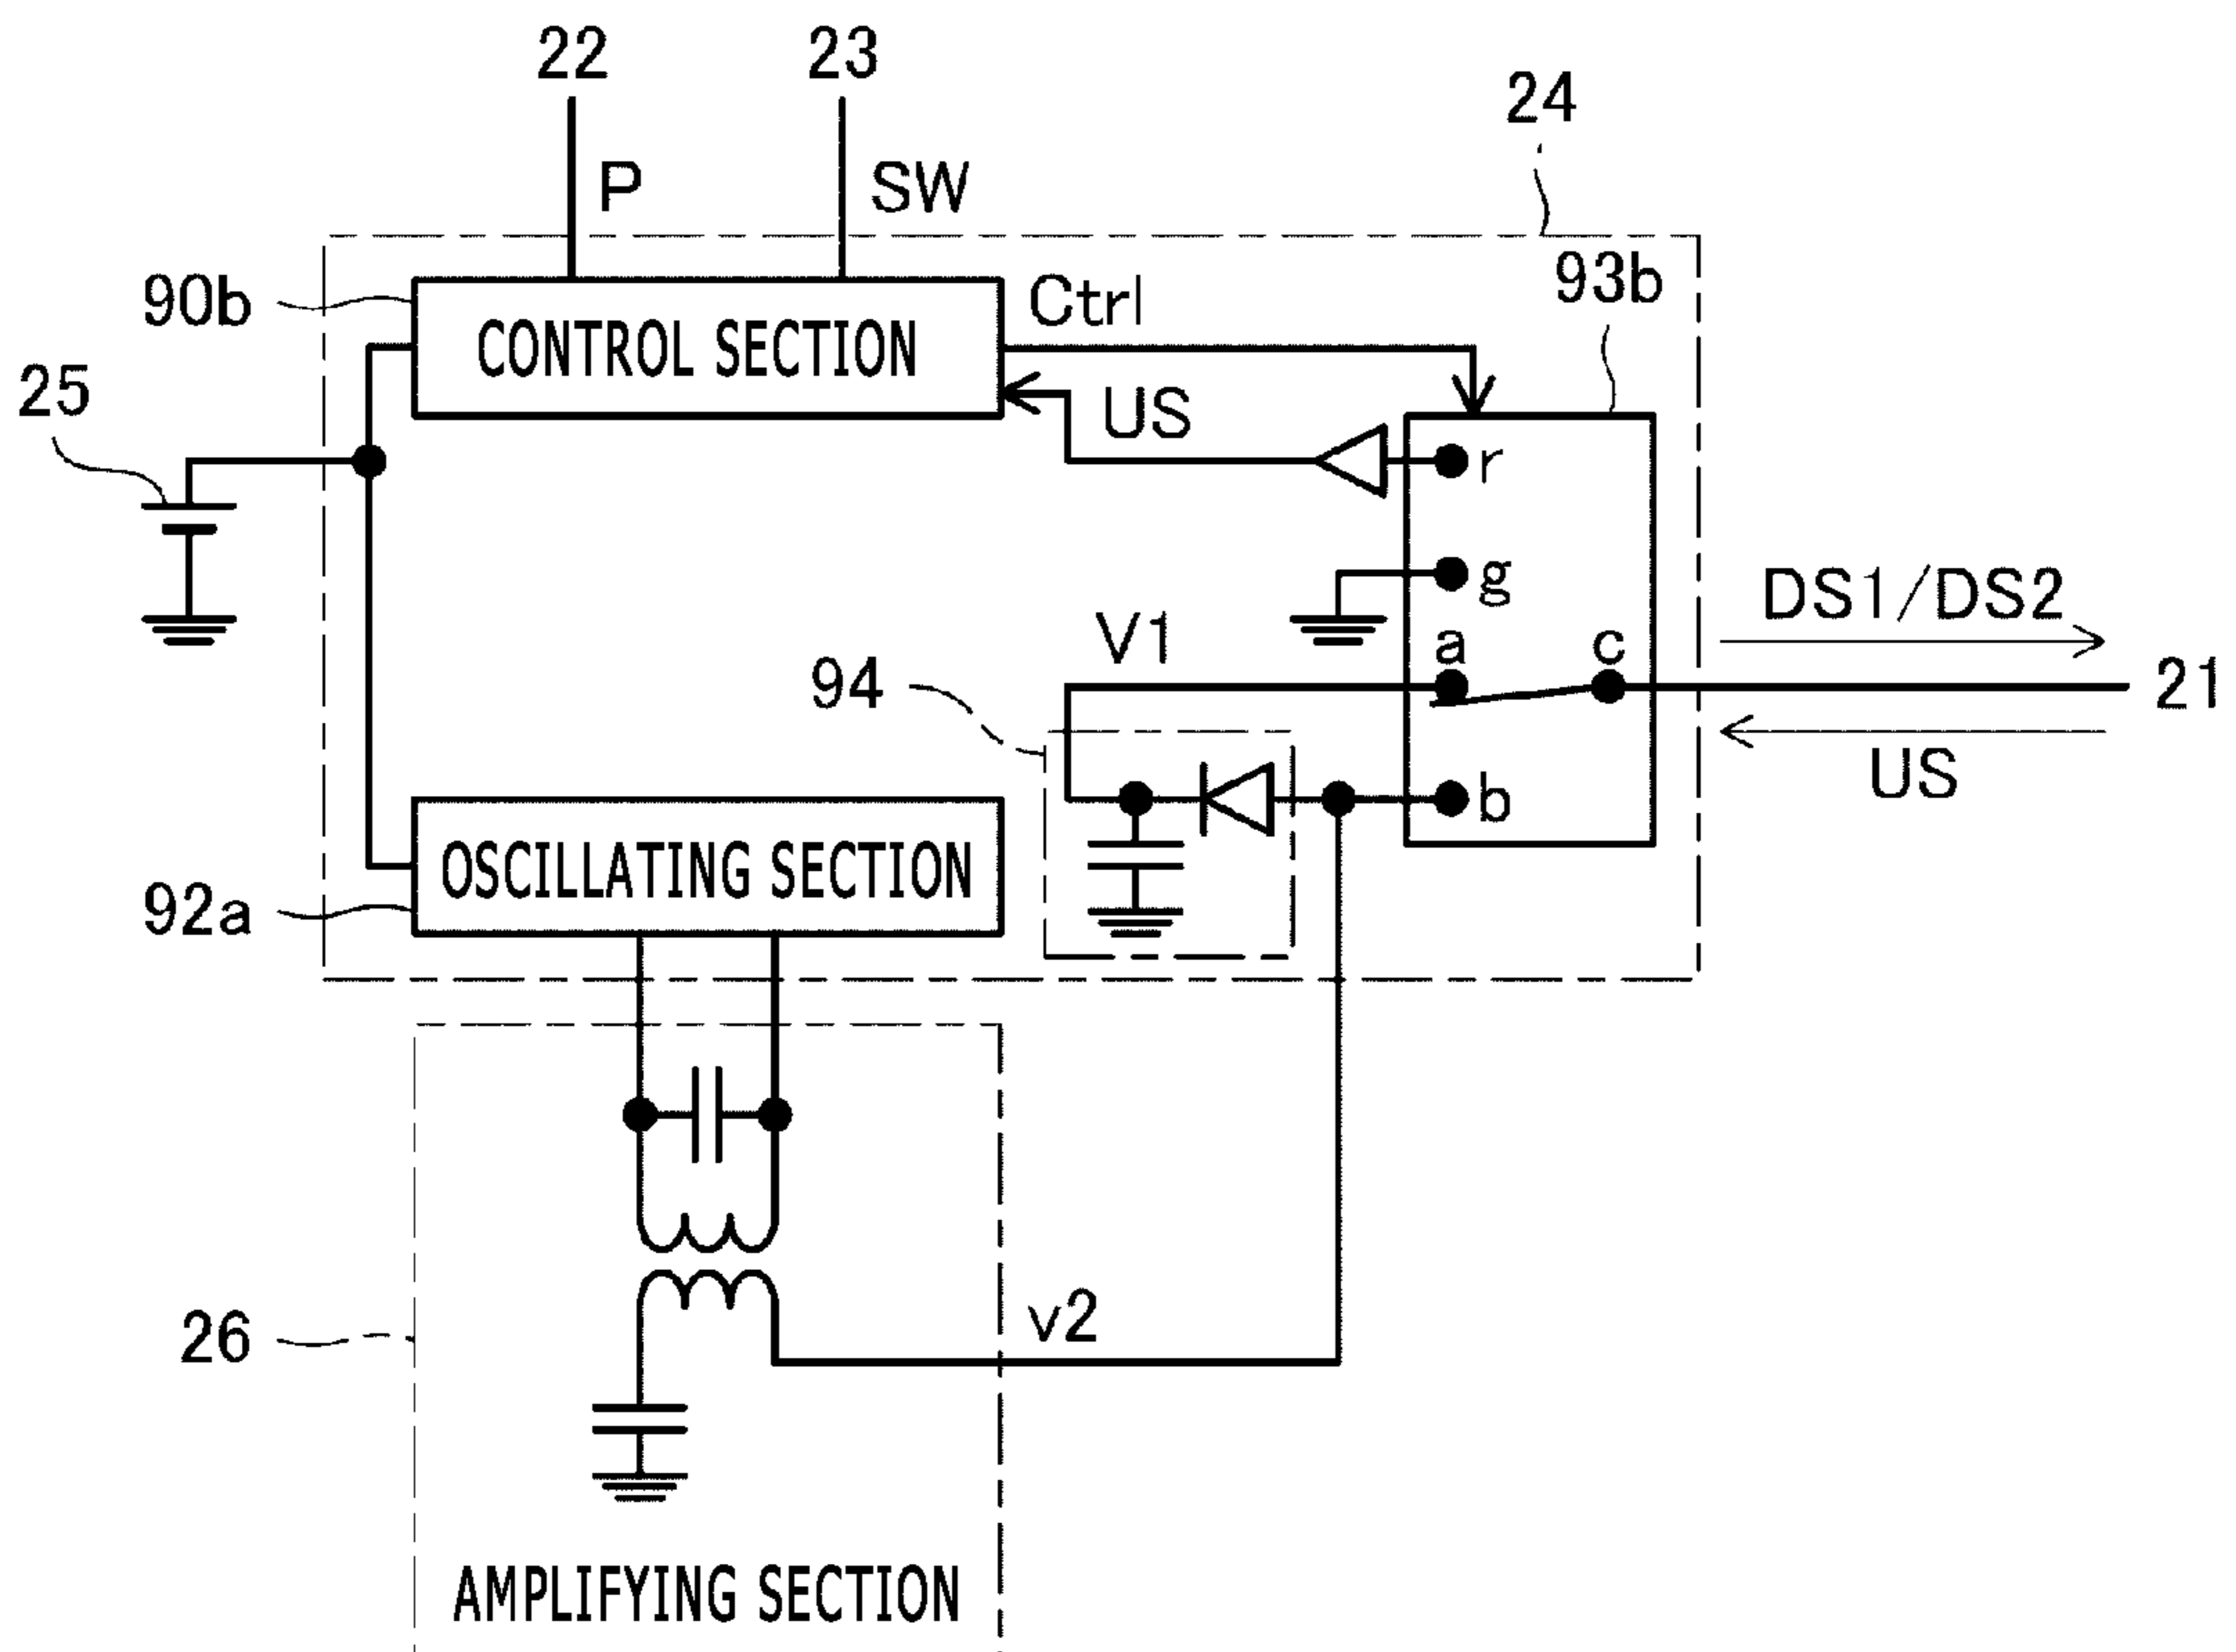 22
23
24
P
SW
90b
Ctrl
93b
CONTROL SECTION
25
US
r
g
DS1/DS2
V1
a
c
94
21
US
b
OSCILLATING SECTION
92a
v2
26
AMPLIFYING SECTION